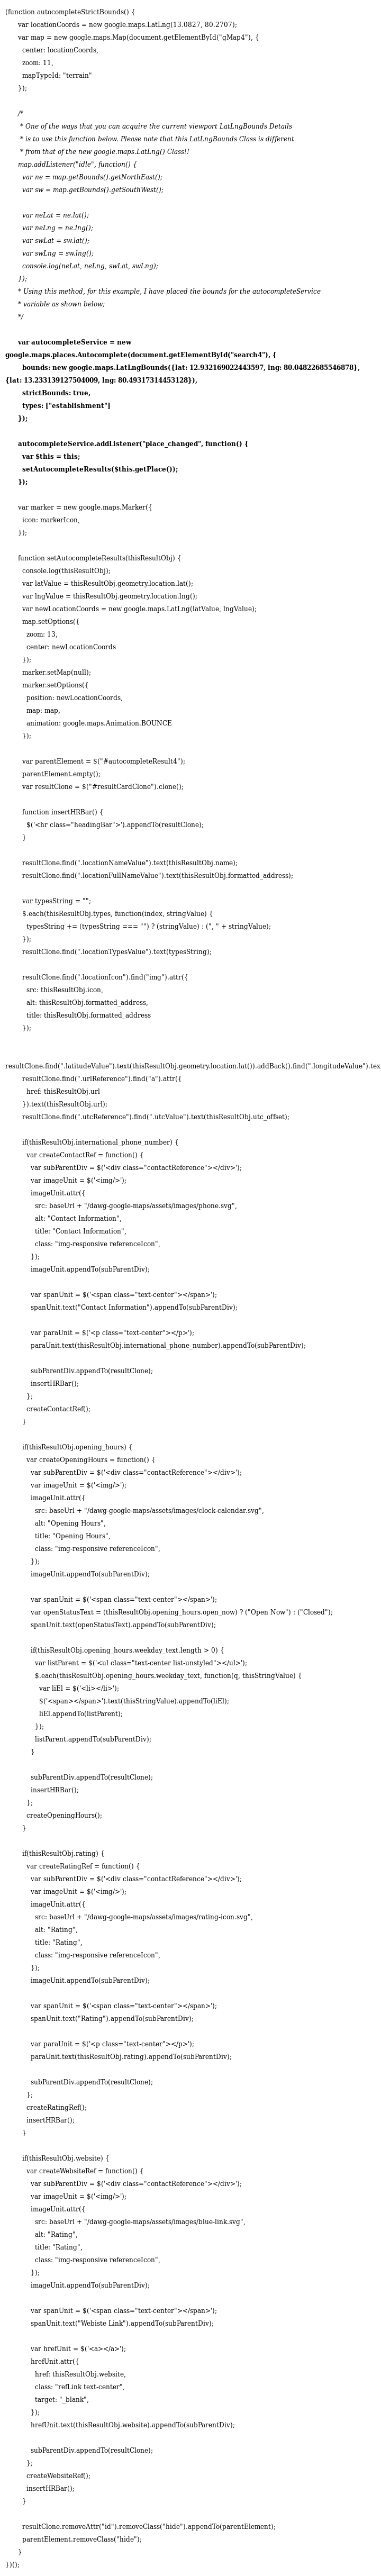 (function autocompleteStrictBounds() {
var locationCoords = new google.maps.LatLng(13.0827, 80.2707);
var map = new google.maps.Map(document.getElementById("gMap4"), {
center: locationCoords,
zoom: 11,
mapTypeId: "terrain"
});
/*
* One of the ways that you can acquire the current viewport LatLngBounds Details
* is to use this function below. Please note that this LatLngBounds Class is different
* from that of the new google.maps.LatLng() Class!!
map.addListener("idle", function() {
var ne = map.getBounds().getNorthEast();
var sw = map.getBounds().getSouthWest();
var neLat = ne.lat();
var neLng = ne.lng();
var swLat = sw.lat();
var swLng = sw.lng();
console.log(neLat, neLng, swLat, swLng);
});
* Using this method, for this example, I have placed the bounds for the autocompleteService
* variable as shown below;
*/
var autocompleteService = new
google.maps.places.Autocomplete(document.getElementById("search4"), {
bounds: new google.maps.LatLngBounds({lat: 12.932169022443597, lng: 80.04822685546878},
{lat: 13.233139127504009, lng: 80.49317314453128}),
strictBounds: true,
types: ["establishment"]
});
autocompleteService.addListener("place_changed", function() {
var $this = this;
setAutocompleteResults($this.getPlace());
});
var marker = new google.maps.Marker({
icon: markerIcon,
});
function setAutocompleteResults(thisResultObj) {
console.log(thisResultObj);
var latValue = thisResultObj.geometry.location.lat();
var lngValue = thisResultObj.geometry.location.lng();
var newLocationCoords = new google.maps.LatLng(latValue, lngValue);
map.setOptions({
zoom: 13,
center: newLocationCoords
});
marker.setMap(null);
marker.setOptions({
position: newLocationCoords,
map: map,
animation: google.maps.Animation.BOUNCE
});
var parentElement = $("#autocompleteResult4");
parentElement.empty();
var resultClone = $("#resultCardClone").clone();
function insertHRBar() {
$('<hr class="headingBar">').appendTo(resultClone);
}
resultClone.find(".locationNameValue").text(thisResultObj.name);
resultClone.find(".locationFullNameValue").text(thisResultObj.formatted_address);
var typesString = "";
$.each(thisResultObj.types, function(index, stringValue) {
typesString += (typesString === "") ? (stringValue) : (", " + stringValue);
});
resultClone.find(".locationTypesValue").text(typesString);
resultClone.find(".locationIcon").find("img").attr({
src: thisResultObj.icon,
alt: thisResultObj.formatted_address,
title: thisResultObj.formatted_address
});
resultClone.find(".latitudeValue").text(thisResultObj.geometry.location.lat()).addBack().find(".longitudeValue").tex
resultClone.find(".urlReference").find("a").attr({
href: thisResultObj.url
}).text(thisResultObj.url);
resultClone.find(".utcReference").find(".utcValue").text(thisResultObj.utc_offset);
if(thisResultObj.international_phone_number) {
var createContactRef = function() {
var subParentDiv = $('<div class="contactReference"></div>');
var imageUnit = $('<img/>');
imageUnit.attr({
src: baseUrl + "/dawg-google-maps/assets/images/phone.svg",
alt: "Contact Information",
title: "Contact Information",
class: "img-responsive referenceIcon",
});
imageUnit.appendTo(subParentDiv);
var spanUnit = $('<span class="text-center"></span>');
spanUnit.text("Contact Information").appendTo(subParentDiv);
var paraUnit = $('<p class="text-center"></p>');
paraUnit.text(thisResultObj.international_phone_number).appendTo(subParentDiv);
subParentDiv.appendTo(resultClone);
insertHRBar();
};
createContactRef();
}
if(thisResultObj.opening_hours) {
var createOpeningHours = function() {
var subParentDiv = $('<div class="contactReference"></div>');
var imageUnit = $('<img/>');
imageUnit.attr({
src: baseUrl + "/dawg-google-maps/assets/images/clock-calendar.svg",
alt: "Opening Hours",
title: "Opening Hours",
class: "img-responsive referenceIcon",
});
imageUnit.appendTo(subParentDiv);
var spanUnit = $('<span class="text-center"></span>');
var openStatusText = (thisResultObj.opening_hours.open_now) ? ("Open Now") : ("Closed");
spanUnit.text(openStatusText).appendTo(subParentDiv);
if(thisResultObj.opening_hours.weekday_text.length > 0) {
var listParent = $('<ul class="text-center list-unstyled"></ul>');
$.each(thisResultObj.opening_hours.weekday_text, function(q, thisStringValue) {
var liEl = $('<li></li>');
$('<span></span>').text(thisStringValue).appendTo(liEl);
liEl.appendTo(listParent);
});
listParent.appendTo(subParentDiv);
}
subParentDiv.appendTo(resultClone);
insertHRBar();
};
createOpeningHours();
}
if(thisResultObj.rating) {
var createRatingRef = function() {
var subParentDiv = $('<div class="contactReference"></div>');
var imageUnit = $('<img/>');
imageUnit.attr({
src: baseUrl + "/dawg-google-maps/assets/images/rating-icon.svg",
alt: "Rating",
title: "Rating",
class: "img-responsive referenceIcon",
});
imageUnit.appendTo(subParentDiv);
var spanUnit = $('<span class="text-center"></span>');
spanUnit.text("Rating").appendTo(subParentDiv);
var paraUnit = $('<p class="text-center"></p>');
paraUnit.text(thisResultObj.rating).appendTo(subParentDiv);
subParentDiv.appendTo(resultClone);
};
createRatingRef();
insertHRBar();
}
if(thisResultObj.website) {
var createWebsiteRef = function() {
var subParentDiv = $('<div class="contactReference"></div>');
var imageUnit = $('<img/>');
imageUnit.attr({
src: baseUrl + "/dawg-google-maps/assets/images/blue-link.svg",
alt: "Rating",
title: "Rating",
class: "img-responsive referenceIcon",
});
imageUnit.appendTo(subParentDiv);
var spanUnit = $('<span class="text-center"></span>');
spanUnit.text("Webiste Link").appendTo(subParentDiv);
var hrefUnit = $('<a></a>');
hrefUnit.attr({
href: thisResultObj.website,
class: "refLink text-center",
target: "_blank",
});
hrefUnit.text(thisResultObj.website).appendTo(subParentDiv);
subParentDiv.appendTo(resultClone);
};
createWebsiteRef();
insertHRBar();
}
resultClone.removeAttr("id").removeClass("hide").appendTo(parentElement);
parentElement.removeClass("hide");
}
})();